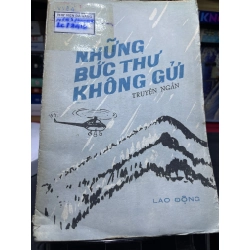 NHỮNG
BỨC THƯ
KHÔNG GỬI
TRUYỆN NGẮN
LAO ĐỘNG